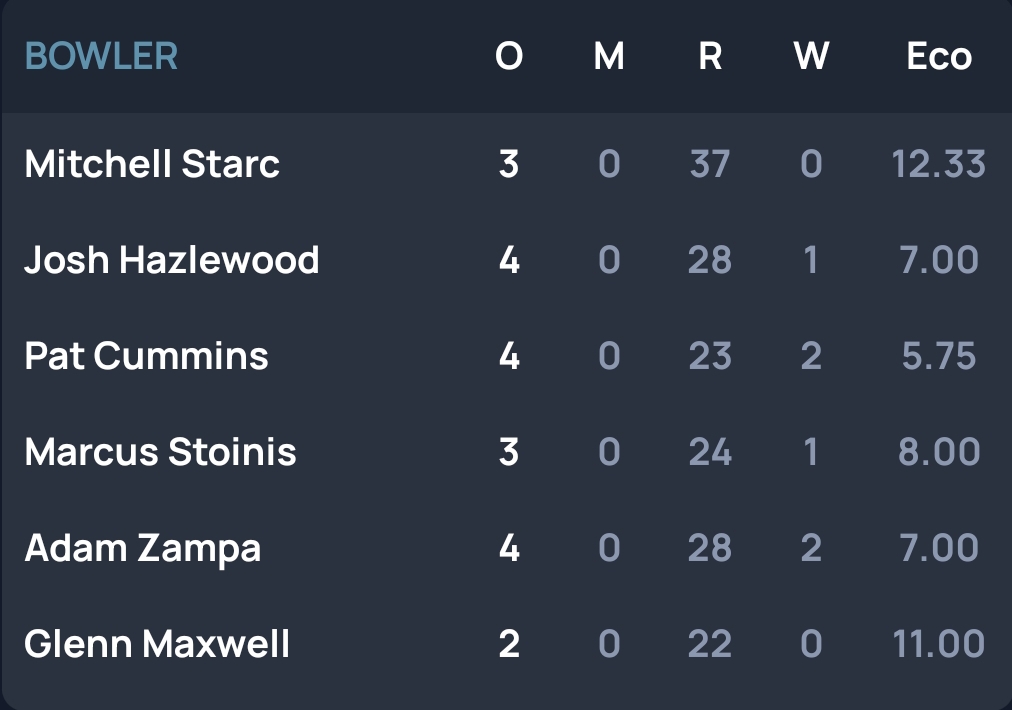 BOWLER O M R W Eco
Mitchell Starc 3 0 37 0 12.33
Josh Hazlewood 4 0 28 1 7.00
Pat Cummins 4 0 23 2 5.75
Marcus Stoinis 3 0 24 1 8.00
Adam Zampa 4 0 28 2 7.00
Glenn Maxwell 2 0 22 0 11.00